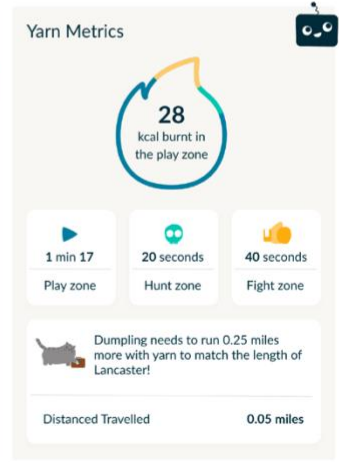 Yarn Metrics
28
kcal burnt in
the play zone
1 min 17
Play zone
20 seconds
Hunt zone
40 seconds
Fight zone
Dumpling needs to run 0.25 miles
more with yarn to match the length of
Lancaster!
Distanced Travelled 0.05 miles